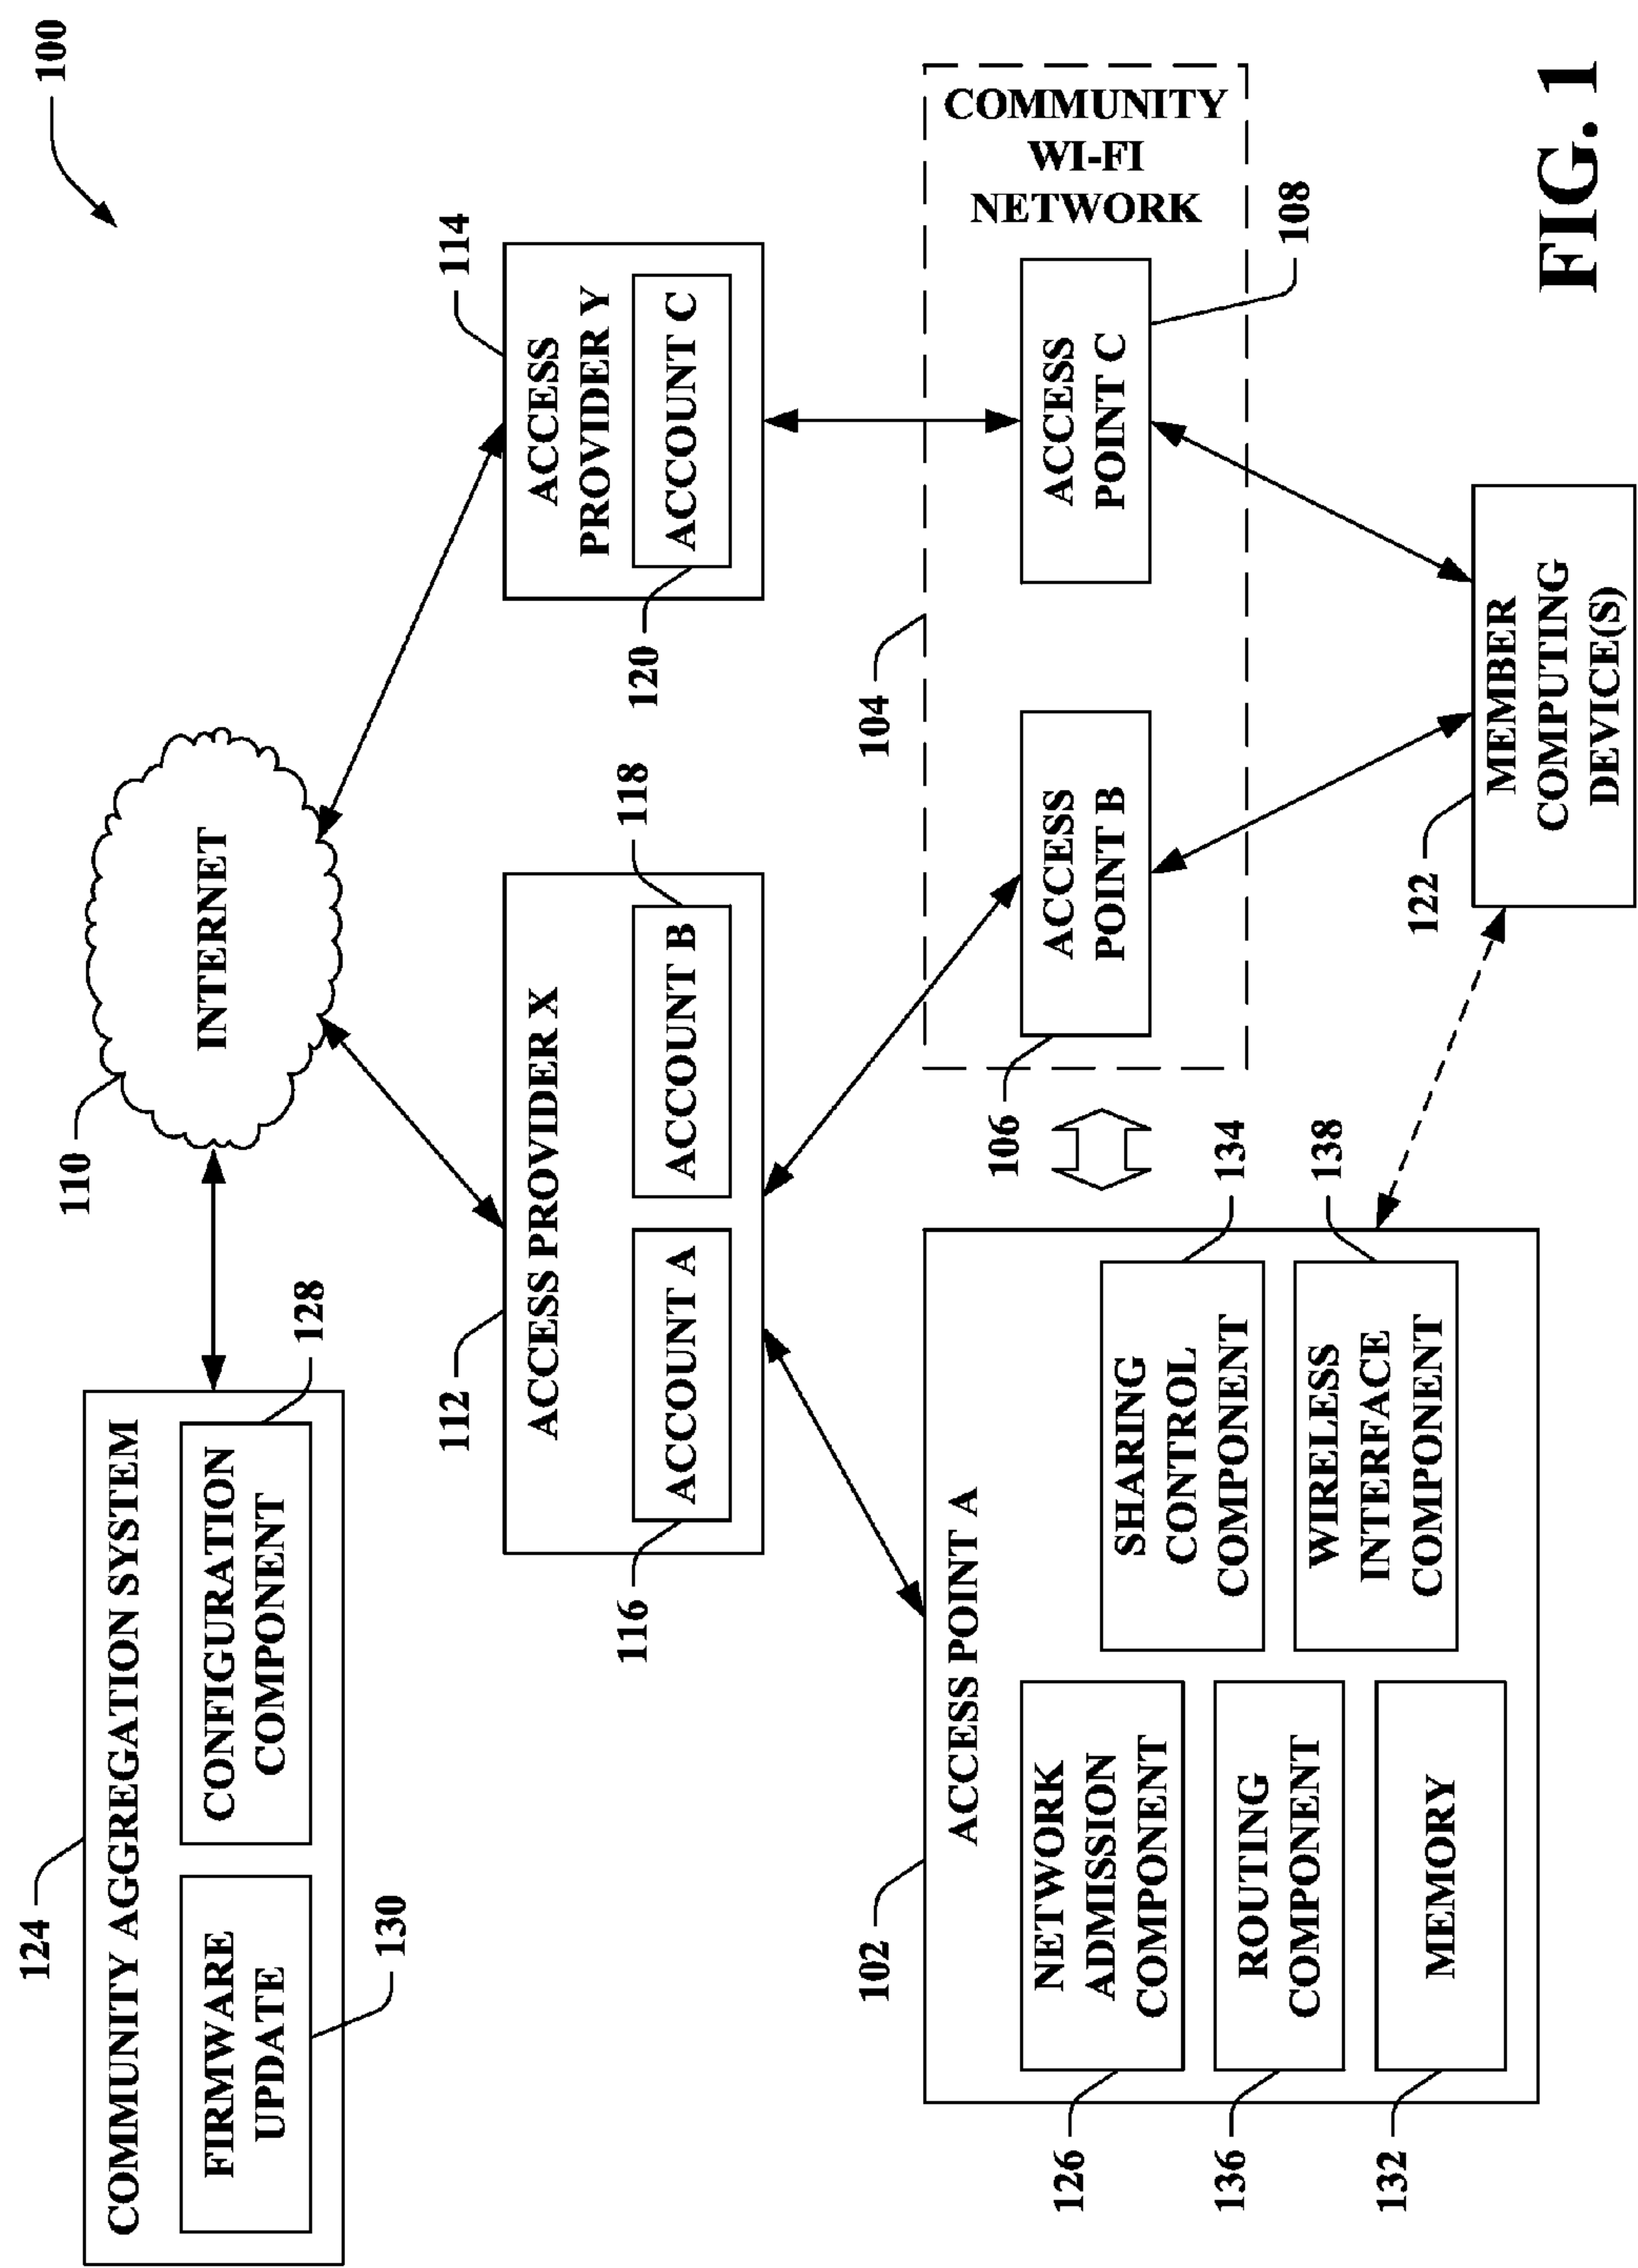 100
COMMUNITY AGGREGATION SYSTEM
124
FIRMWARE
UPDATE
130
CONFIGURATION
COMPONENT
128
INTERNET
110
ACCESS PROVIDER X
112
ACCOUNT A
116
ACCOUNT B
118
ACCESS
PROVIDER Y
114
ACCOUNT C
120
ACCESS POINT A
102
NETWORK
ADMISSION
COMPONENT
126
ROUTING
COMPONENT
136
MEMORY
132
SHARING
CONTROL
COMPONENT
134
WIRELESS
INTERFACE
COMPONENT
138
COMMUNITY
WI-FI
NETWORK
104
ACCESS
POINT B
106
ACCESS
POINT C
108
MEMBER
COMPUTING
DEVICE(S)
122
FIG. 1